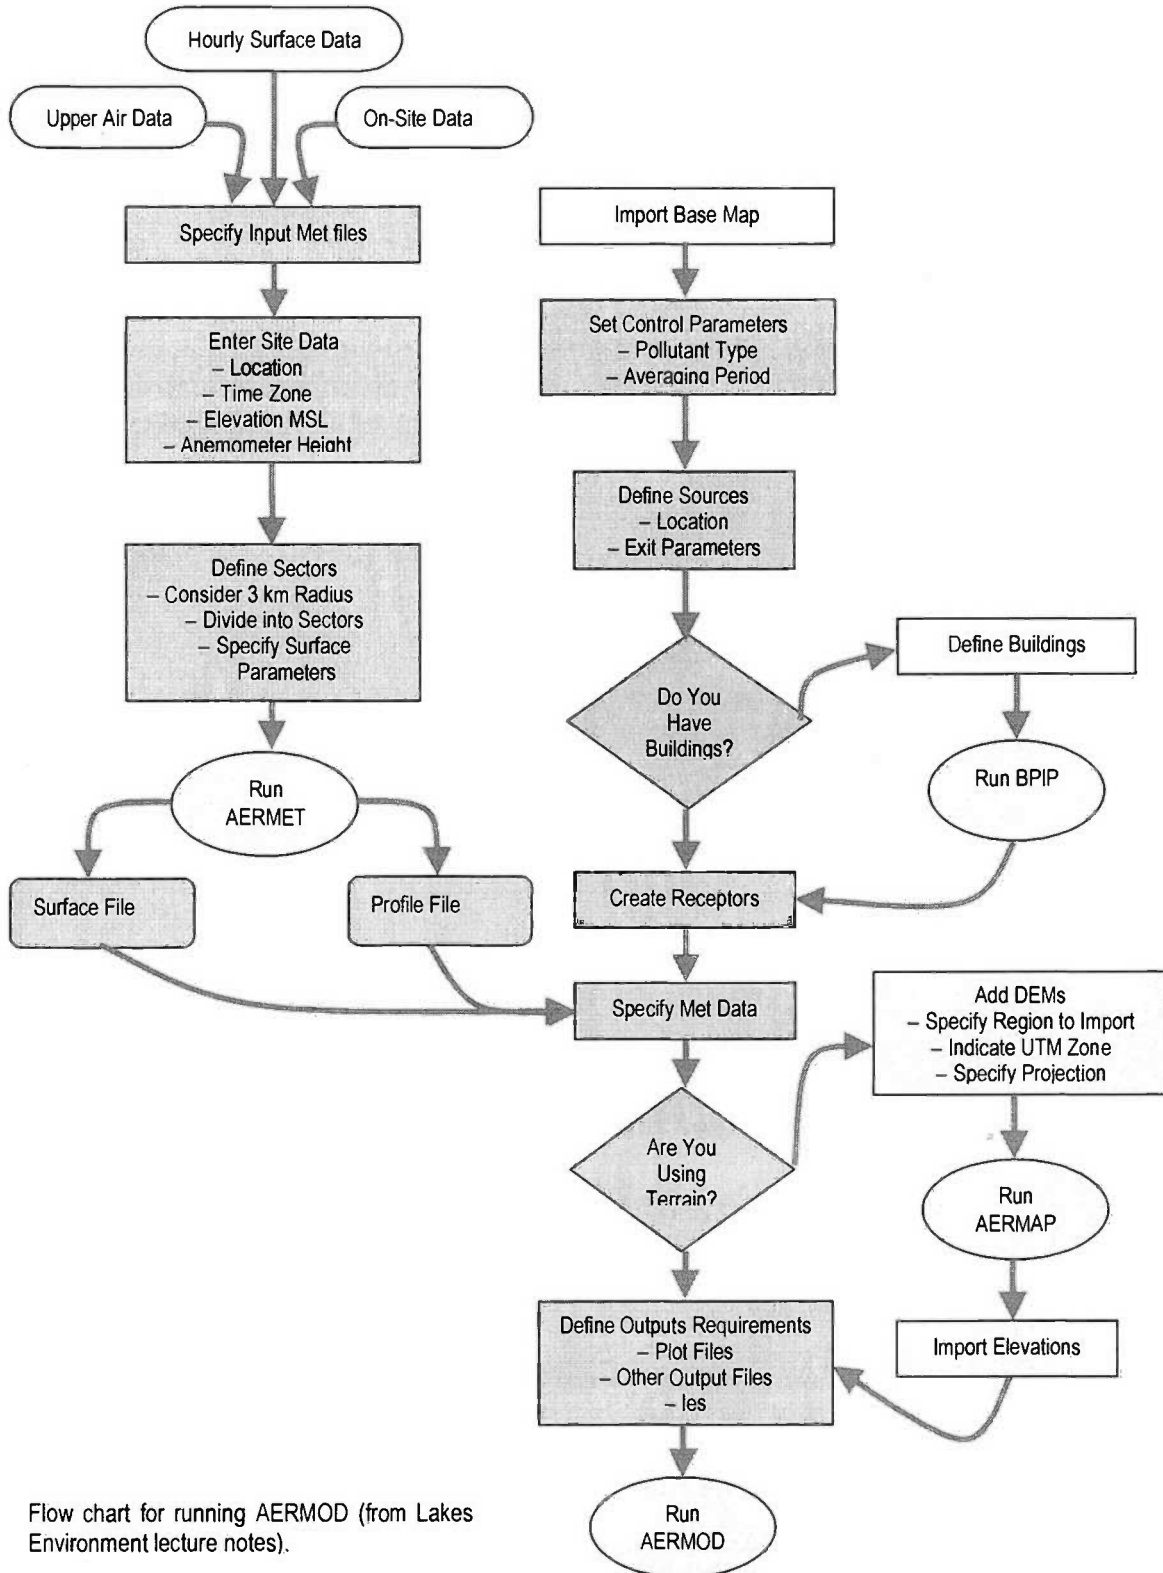 Hourly Surface Data
Upper Air Data
On-Site Data
Specify Input Met files
Enter Site Data
– Location
– Time Zone
– Elevation MSL
– Anemometer Height
Define Sectors
– Consider 3 km Radius
– Divide into Sectors
– Specify Surface
Parameters
Run
AERMET
Surface File
Profile File
Import Base Map
Set Control Parameters
– Pollutant Type
– Averaging Period
Define Sources
– Location
– Exit Parameters
Do You
Have
Buildings?
Define Buildings
Run BPIP
Create Receptors
Specify Met Data
Add DEMs
– Specify Region to Import
– Indicate UTM Zone
– Specify Projection
Are You
Using
Terrain?
Run
AERMAP
Import Elevations
Define Outputs Requirements
– Plot Files
– Other Output Files
– les
Run
AERMOD
Flow chart for running AERMOD (from Lakes
Environment lecture notes).